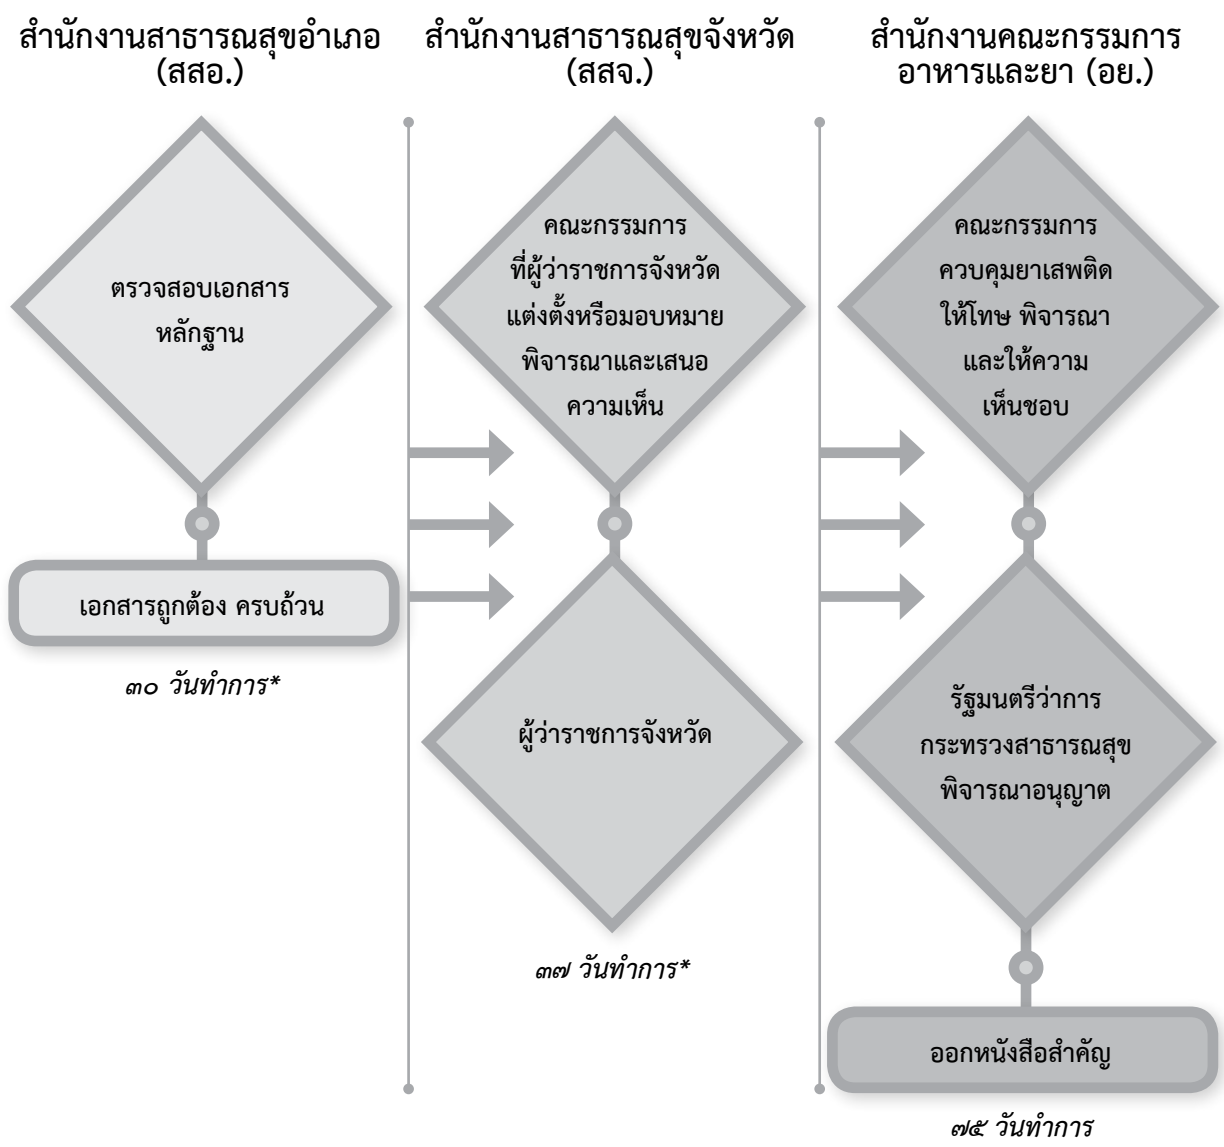 สำนักงานสาธารณสุขอำเภอ
(สสอ.)
ตรวจสอบเอกสาร
หลักฐาน
เอกสารถูกต้อง ครบถ้วน
๓๐ วันทำการ*
สำนักงานสาธารณสุขจังหวัด
(สสจ.)
คณะกรรมการ
ที่ผู้ว่าราชการจังหวัด
แต่งตั้งหรือมอบหมาย
พิจารณาและเสนอ
ความเห็น
ผู้ว่าราชการจังหวัด
๓๗ วันทำการ*
สำนักงานคณะกรรมการ
อาหารและยา (อย.)
คณะกรรมการ
ควบคุมยาเสพติด
ให้โทษ พิจารณา
และให้ความ
เห็นชอบ
รัฐมนตรีว่าการ
กระทรวงสาธารณสุข
พิจารณาอนุญาต
ออกหนังสือสำคัญ
๗๕ วันทำการ